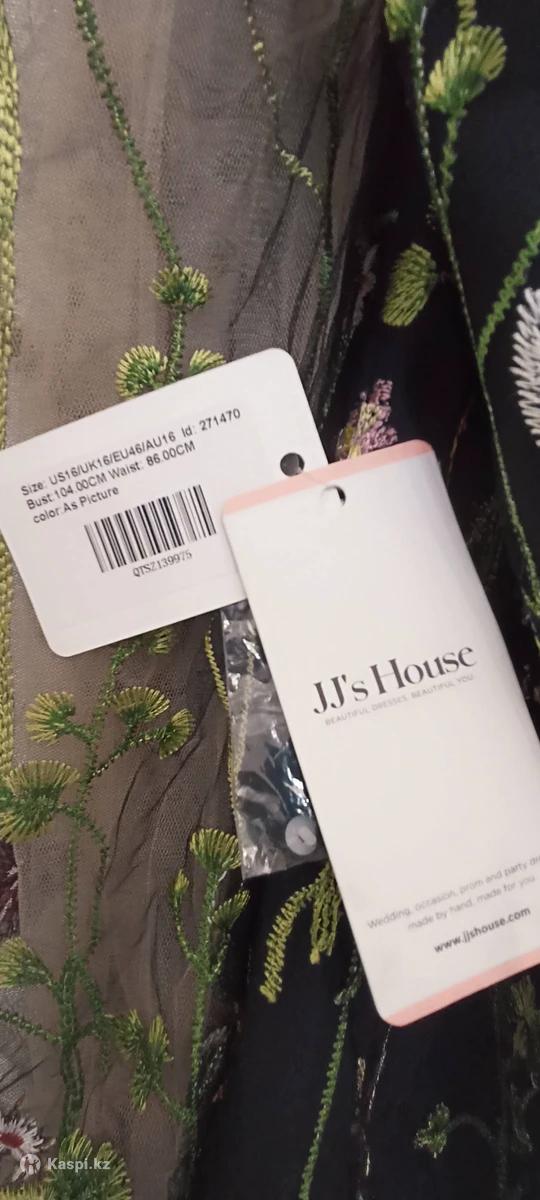 Size: US16/UK16/EU46/AU16 Id: 271470
Bust:104.00CM Waist: 86.00CM
color:As Picture
QTSZ139975
JJ's House
BEAUTIFUL DRESSES. BEAUTIFUL YOU.
Wedding, occasion, prom and party
made by hand, made for you
www.jjshouse.com
Kaspi.kz